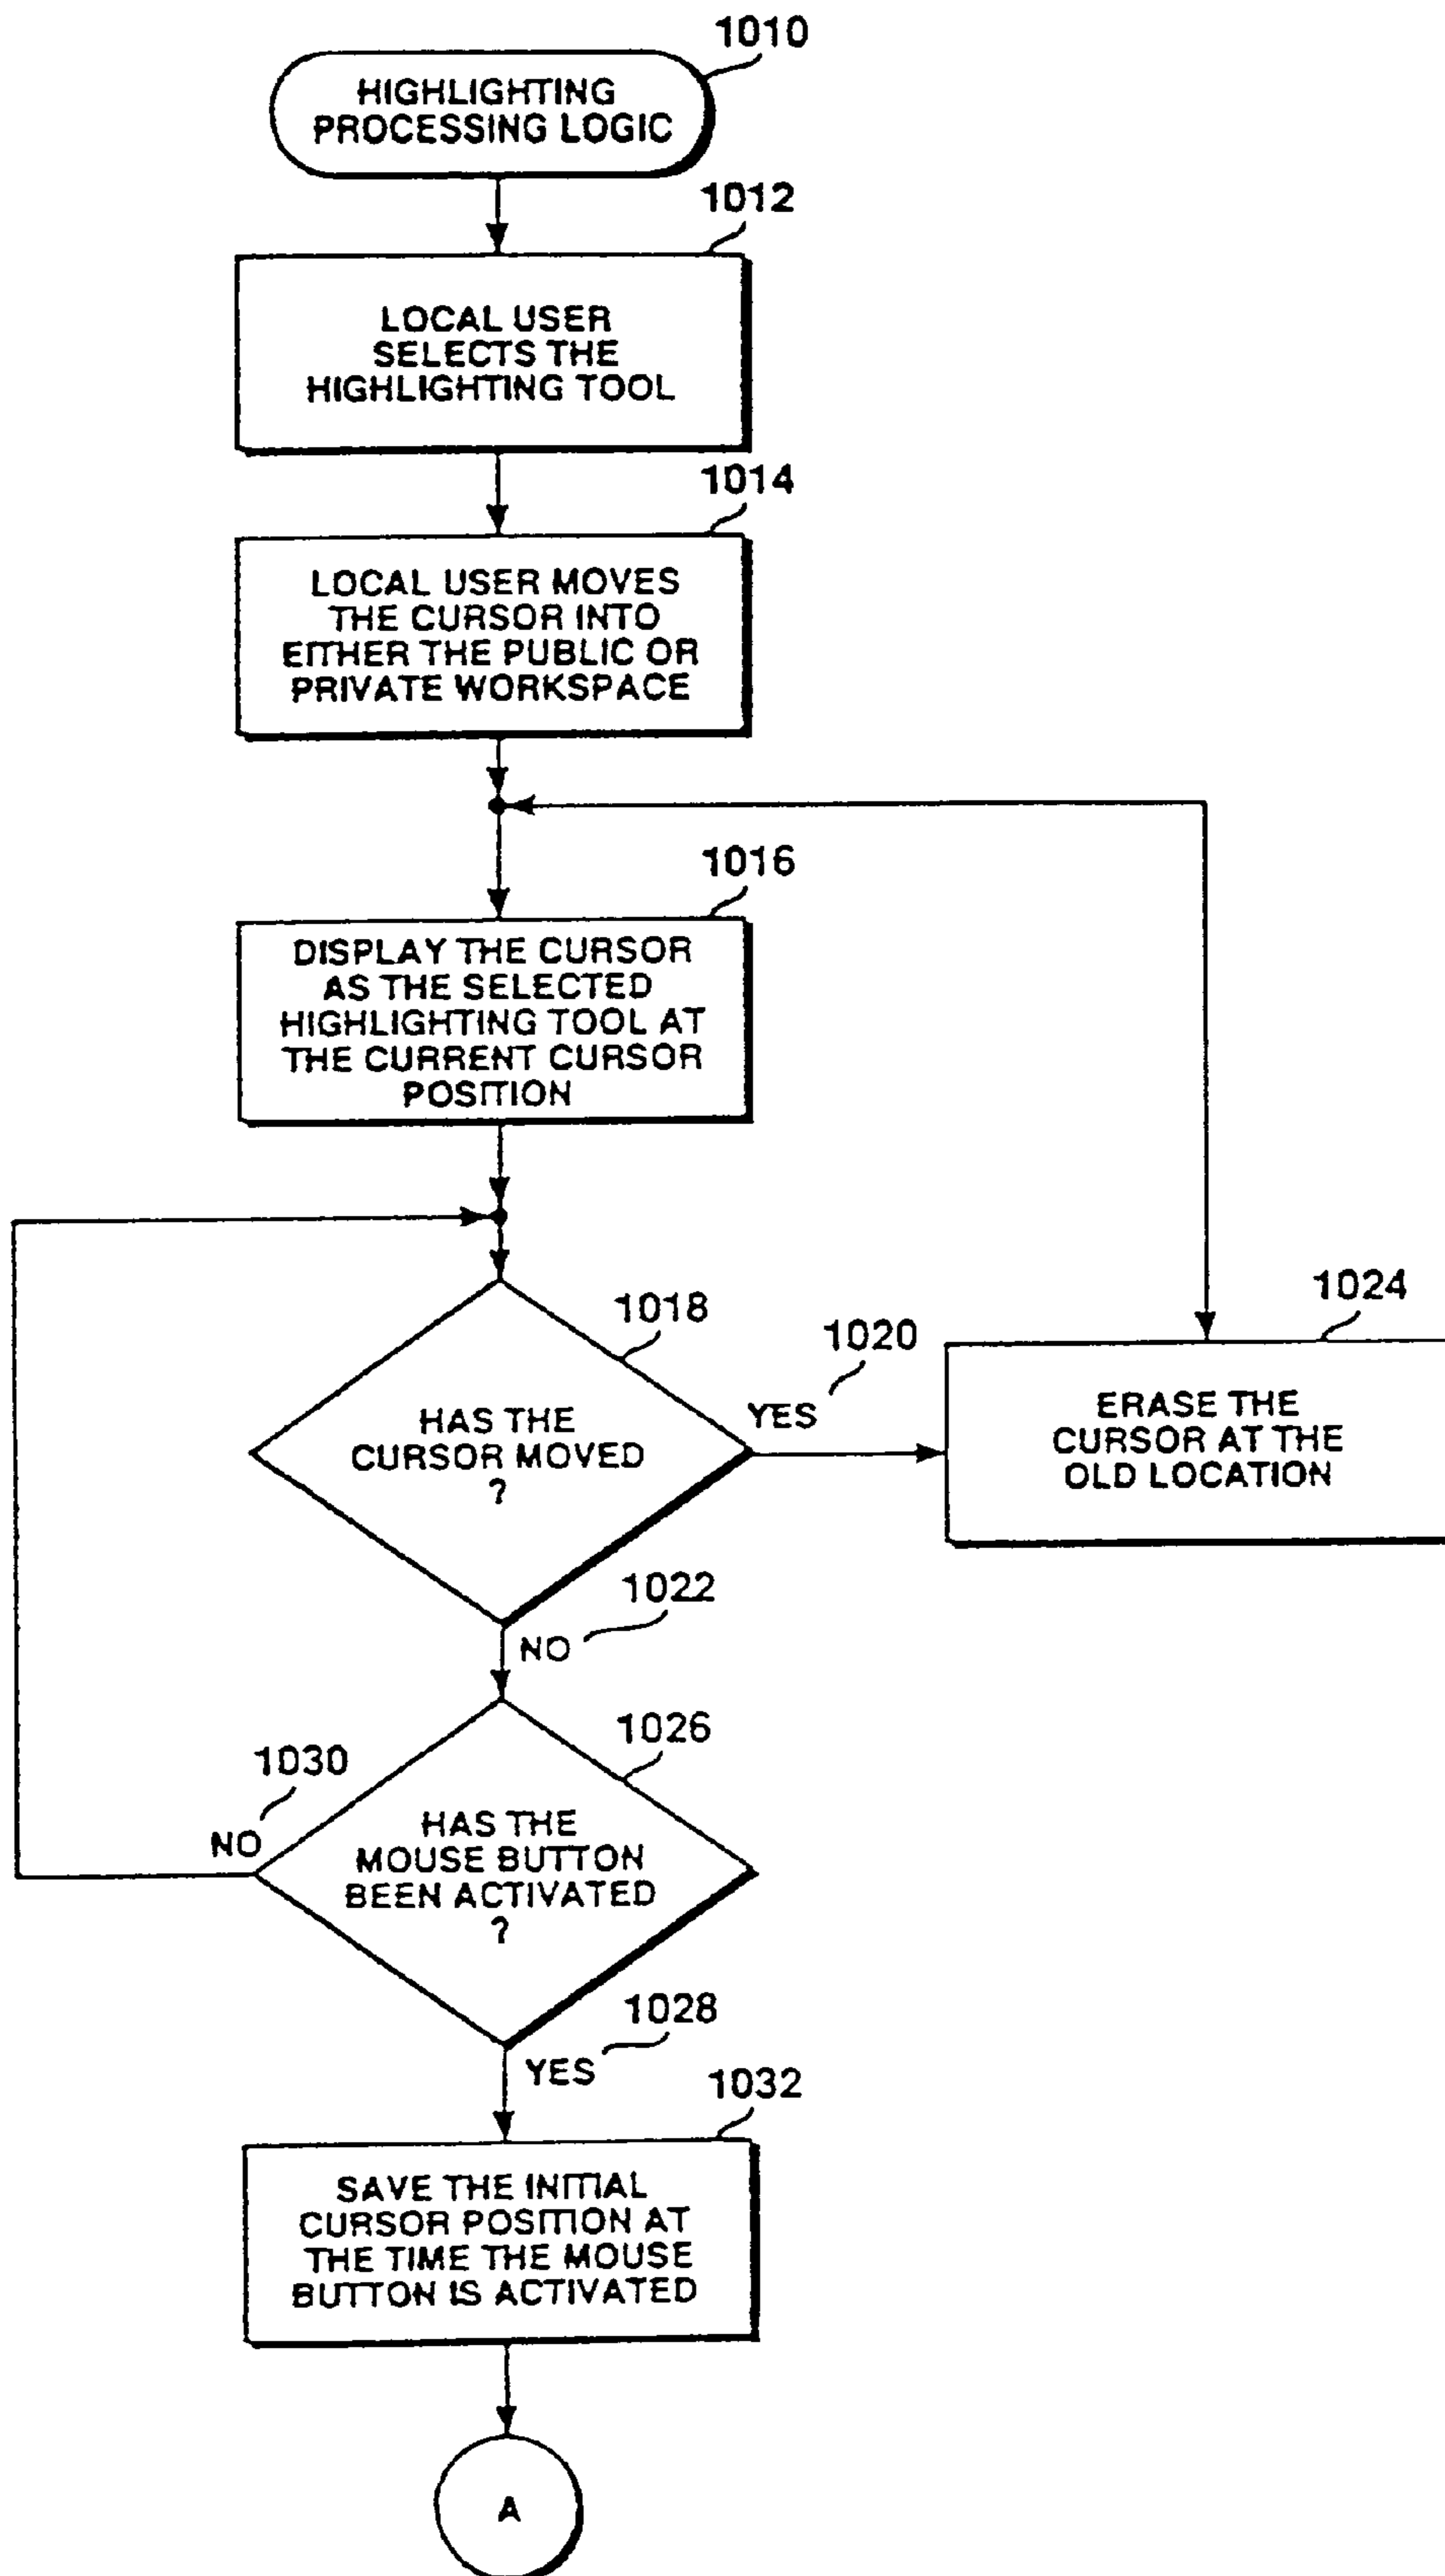 1010
HIGHLIGHTING
PROCESSING LOGIC
1012
LOCAL USER
SELECTS THE
HIGHLIGHTING TOOL
1014
LOCAL USER MOVES
THE CURSOR INTO
EITHER THE PUBLIC OR
PRIVATE WORKSPACE
1016
DISPLAY THE CURSOR
AS THE SELECTED
HIGHLIGHTING TOOL AT
THE CURRENT CURSOR
POSITION
1018
HAS THE
CURSOR MOVED
?
1020
YES
1024
ERASE THE
CURSOR AT THE
OLD LOCATION
1022
NO
1026
HAS THE
MOUSE BUTTON
BEEN ACTIVATED
?
1030
NO
1028
YES
1032
SAVE THE INITIAL
CURSOR POSITION AT
THE TIME THE MOUSE
BUTTON IS ACTIVATED
A